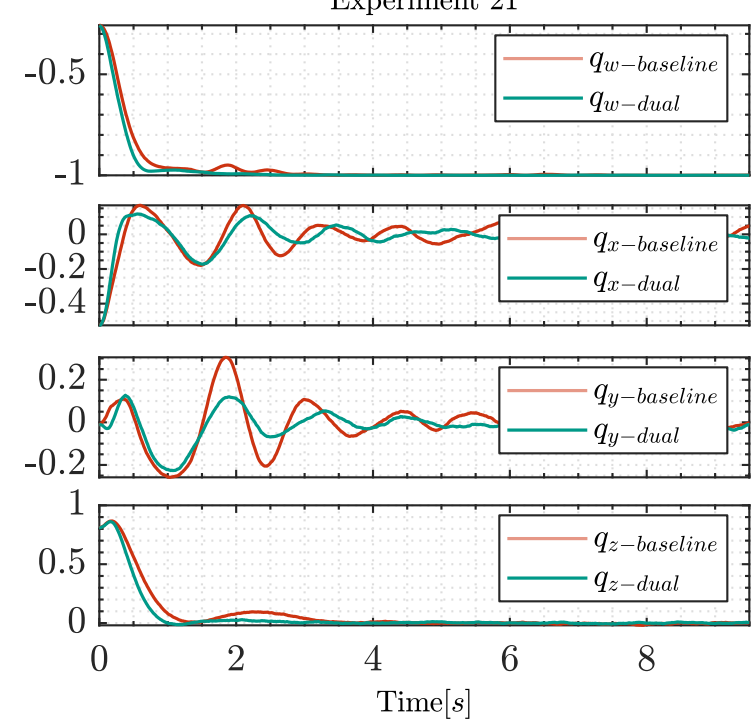 Experiment 21
-0.5
-1
q_{w-baseline}
q_{w-dual}
0
-0.2
-0.4
q_{x-baseline}
q_{x-dual}
0.2
0
-0.2
q_{y-baseline}
q_{y-dual}
1
0.5
0
q_{z-baseline}
q_{z-dual}
0 2 4 6 8
Time[s]